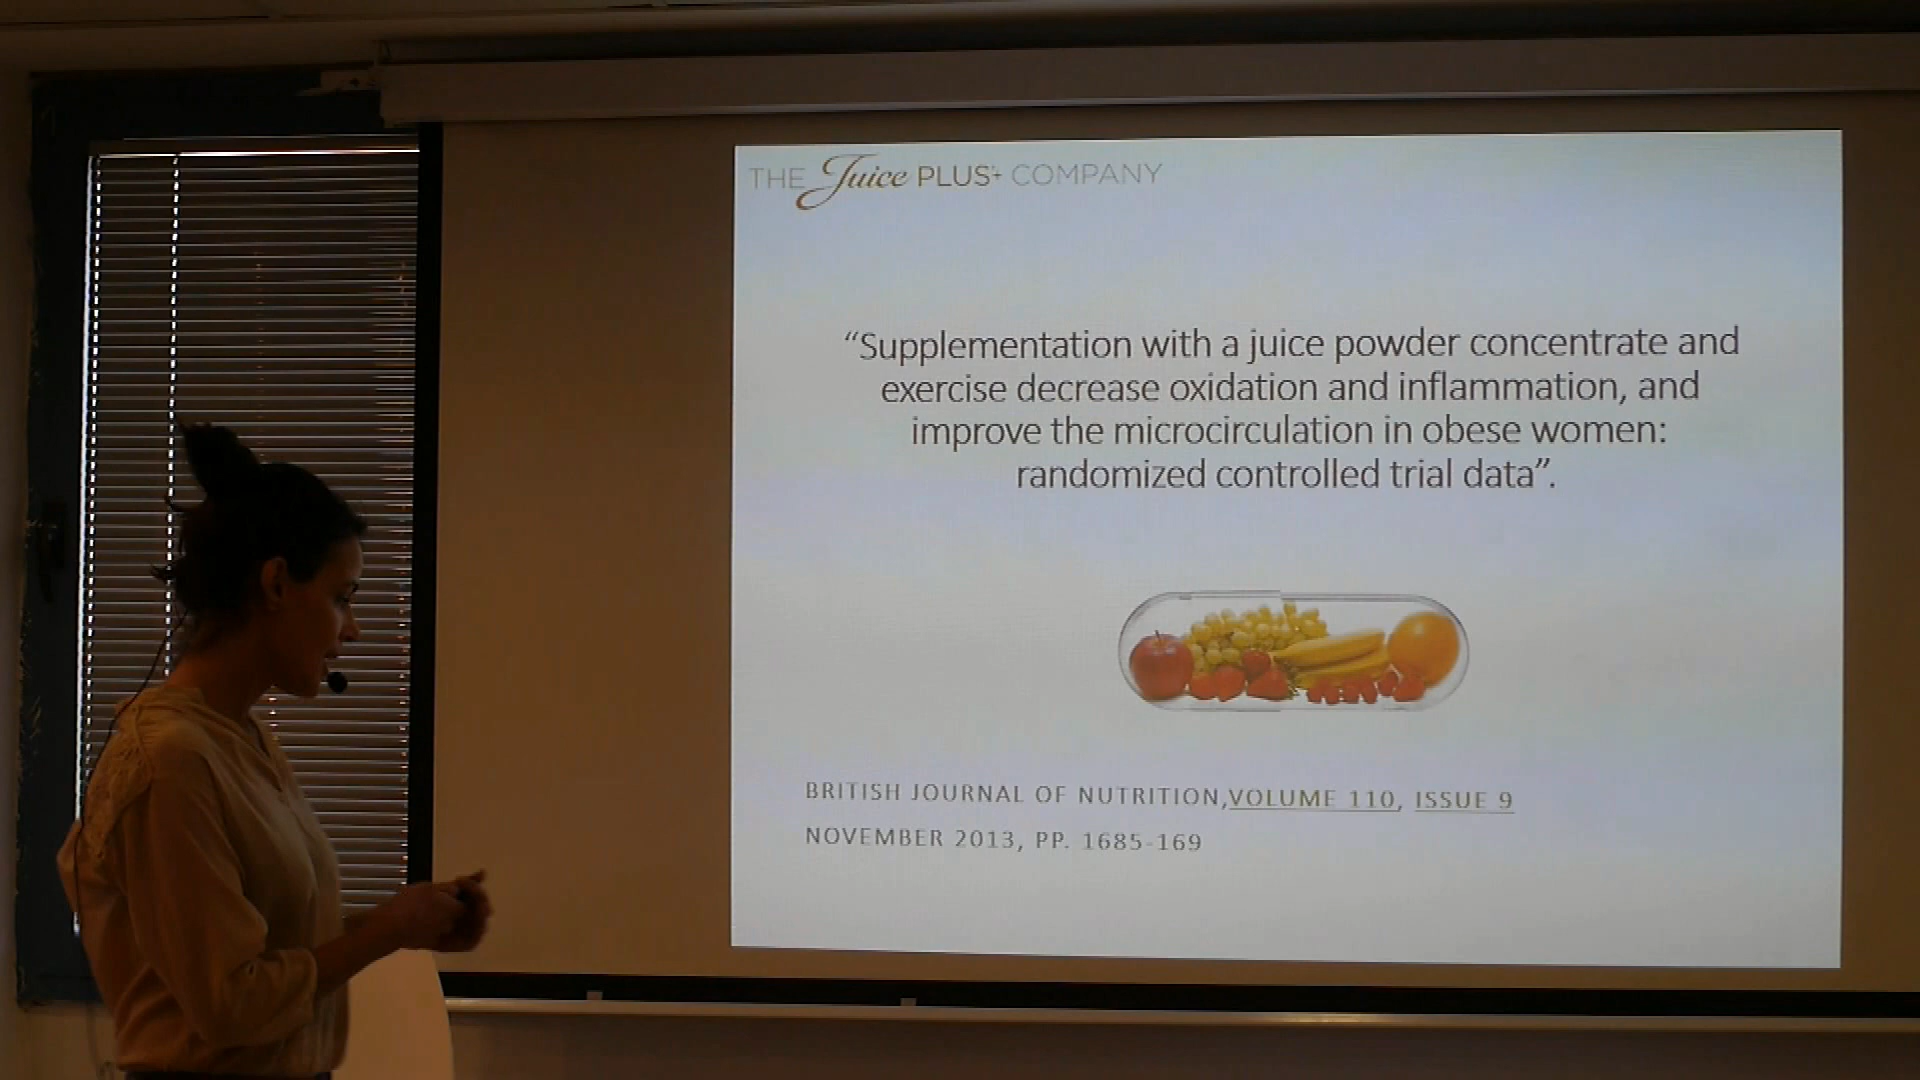 THE Juice PLUS+ COMPANY
“Supplementation with a juice powder concentrate and
exercise decrease oxidation and inflammation, and
improve the microcirculation in obese women:
randomized controlled trial data”.
BRITISH JOURNAL OF NUTRITION,VOLUME 110, ISSUE 9
NOVEMBER 2013, PP. 1685-169